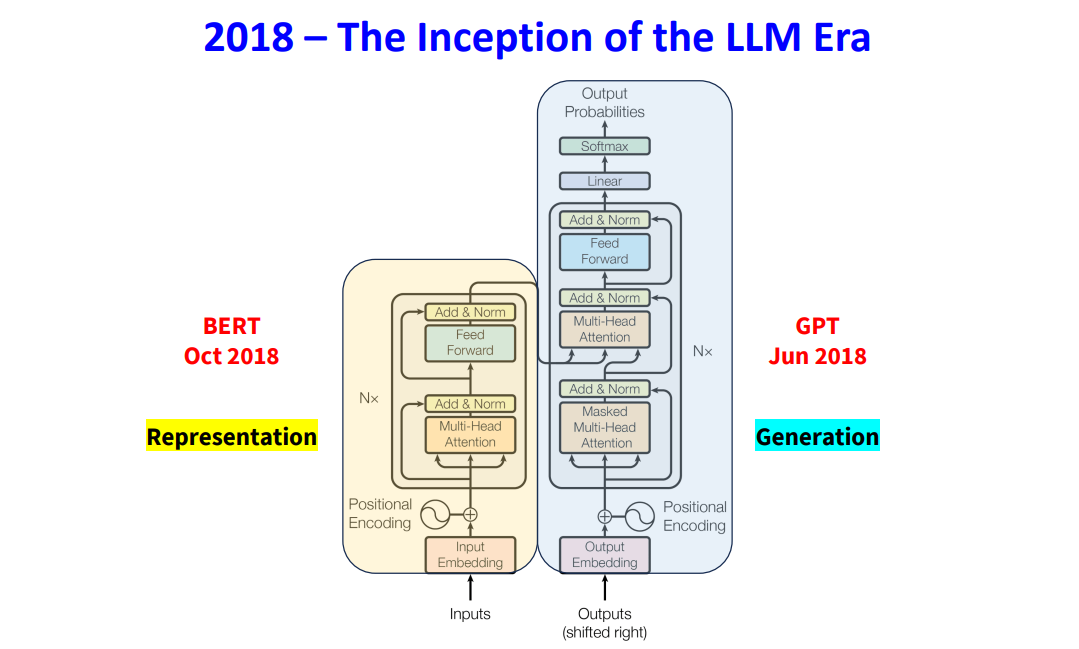 2018 – The Inception of the LLM Era
Output
Probabilities
Softmax
Linear
Add & Norm
Feed
Forward
Add & Norm
Multi-Head
Attention
Nx
Add & Norm
Masked
Multi-Head
Attention
Positional
Encoding
Output
Embedding
Outputs
(shifted right)
Add & Norm
Feed
Forward
Nx
Add & Norm
Multi-Head
Attention
Positional
Encoding
Input
Embedding
Inputs
BERT
Oct 2018
Representation
GPT
Jun 2018
Generation